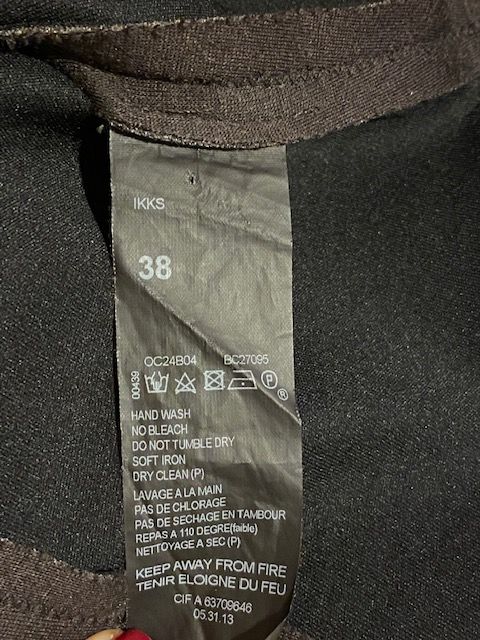 IKKS
38
OC24B04 BC27095
00439
P ®
HAND WASH
NO BLEACH
DO NOT TUMBLE DRY
SOFT IRON
DRY CLEAN (P)
LAVAGE A LA MAIN
PAS DE CHLORAGE
PAS DE SECHAGE EN TAMBOUR
REPAS A 110 DEGRE(faible)
NETTOYAGE A SEC (P)
KEEP AWAY FROM FIRE
TENIR ELOIGNE DU FEU
CIF A 63709646
05.31.13